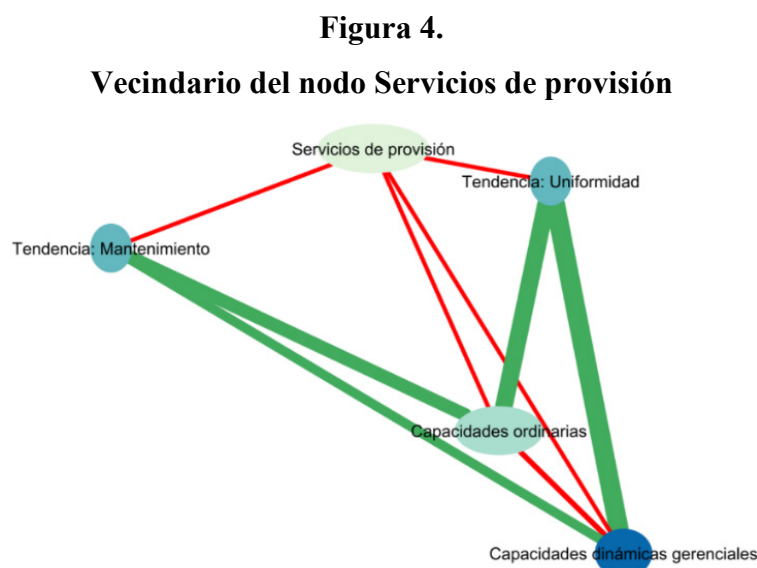 Figura 4.
Vecindario del nodo Servicios de provisión
Servicios de provisión
Tendencia: Uniformidad
Tendencia: Mantenimiento
Capacidades ordinarias
Capacidades dinámicas gerenciales